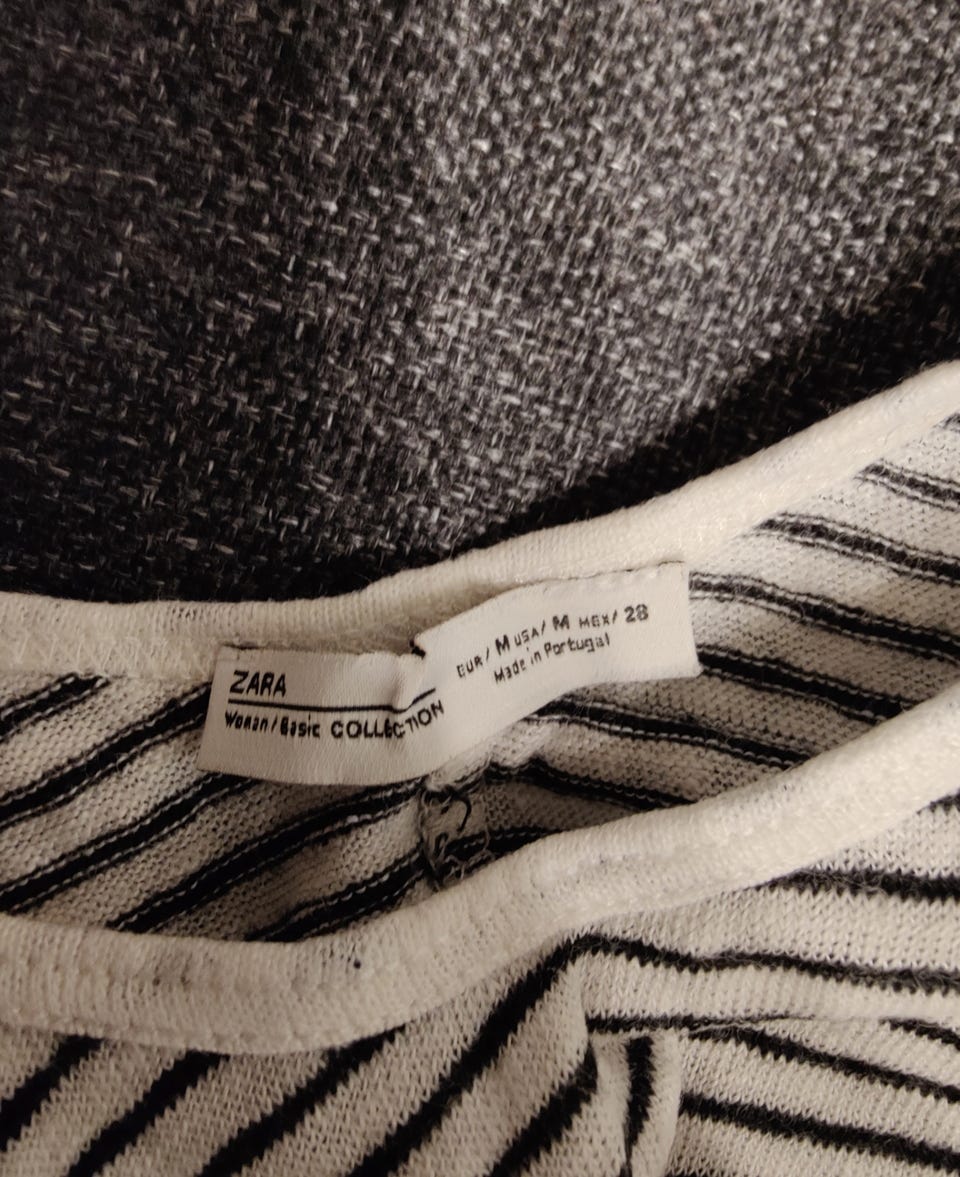 ZARA
Woman/Basic COLLECTION
EUR/ M USA/ M MEX/ 28
Made in Portugal